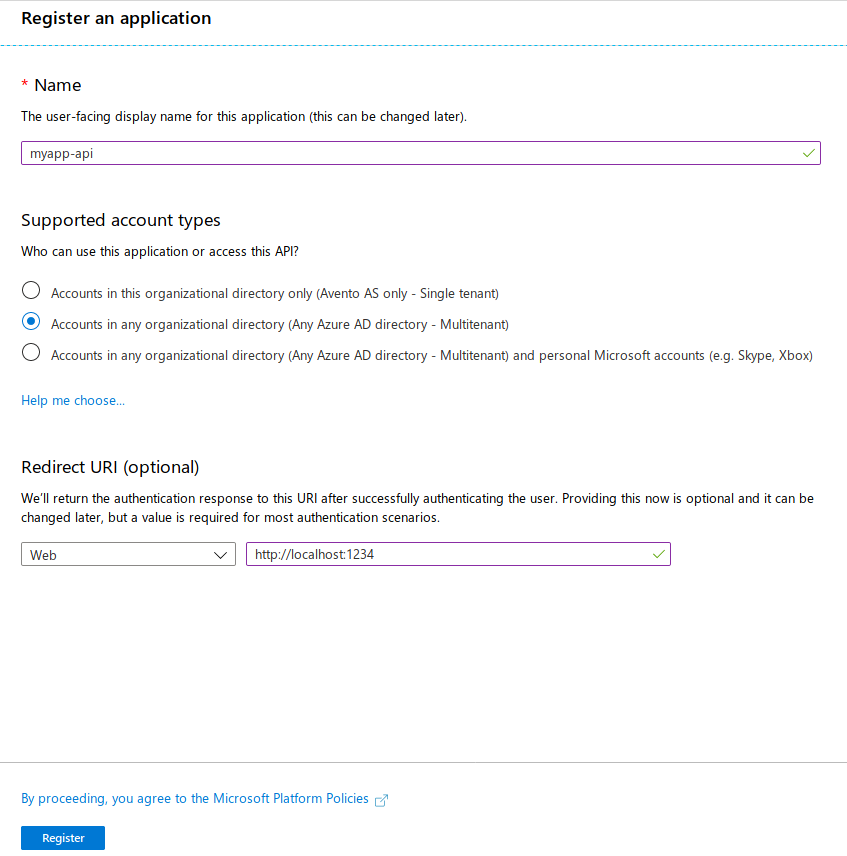 Register an application
* Name
The user-facing display name for this application (this can be changed later).
myapp-api
Supported account types
Who can use this application or access this API?
Accounts in this organizational directory only (Avento AS only - Single tenant)
Accounts in any organizational directory (Any Azure AD directory - Multitenant)
Accounts in any organizational directory (Any Azure AD directory - Multitenant) and personal Microsoft accounts (e.g. Skype, Xbox)
Help me choose...
Redirect URI (optional)
We'll return the authentication response to this URI after successfully authenticating the user. Providing this now is optional and it can be
changed later, but a value is required for most authentication scenarios.
Web http://localhost:1234
By proceeding, you agree to the Microsoft Platform Policies
Register